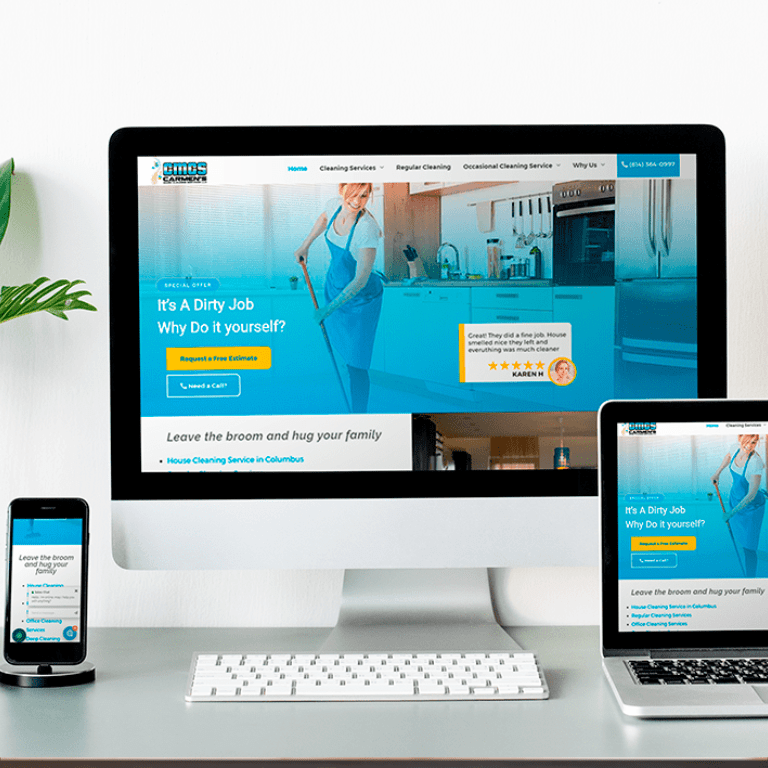 CMCS
CARMEN'S
Home
Cleaning Services
Regular Cleaning
Occasional Cleaning Service
Why Us
(614) 564-0997
SPECIAL OFFER
It's A Dirty Job
Why Do it yourself?
Request a Free Estimate
Need a Call?
Great! They did a fine job. House
smelled nice they left and
everuthing was much cleaner
KAREN H
Leave the broom and hug your family
House Cleaning Service in Columbus
Leave the broom
and hug your
family
House Cleaning
Office Cleaning
Services
Deep Cleaning
CMCS
CARMEN'S
Home
Cleaning Services
SPECIAL OFFER
It's A Dirty Job
Why Do it yourself?
Request a Free Estimate
Need a Call?
Leave the broom and hug your family
House Cleaning Service in Columbus
Regular Cleaning Services
Office Cleaning Services